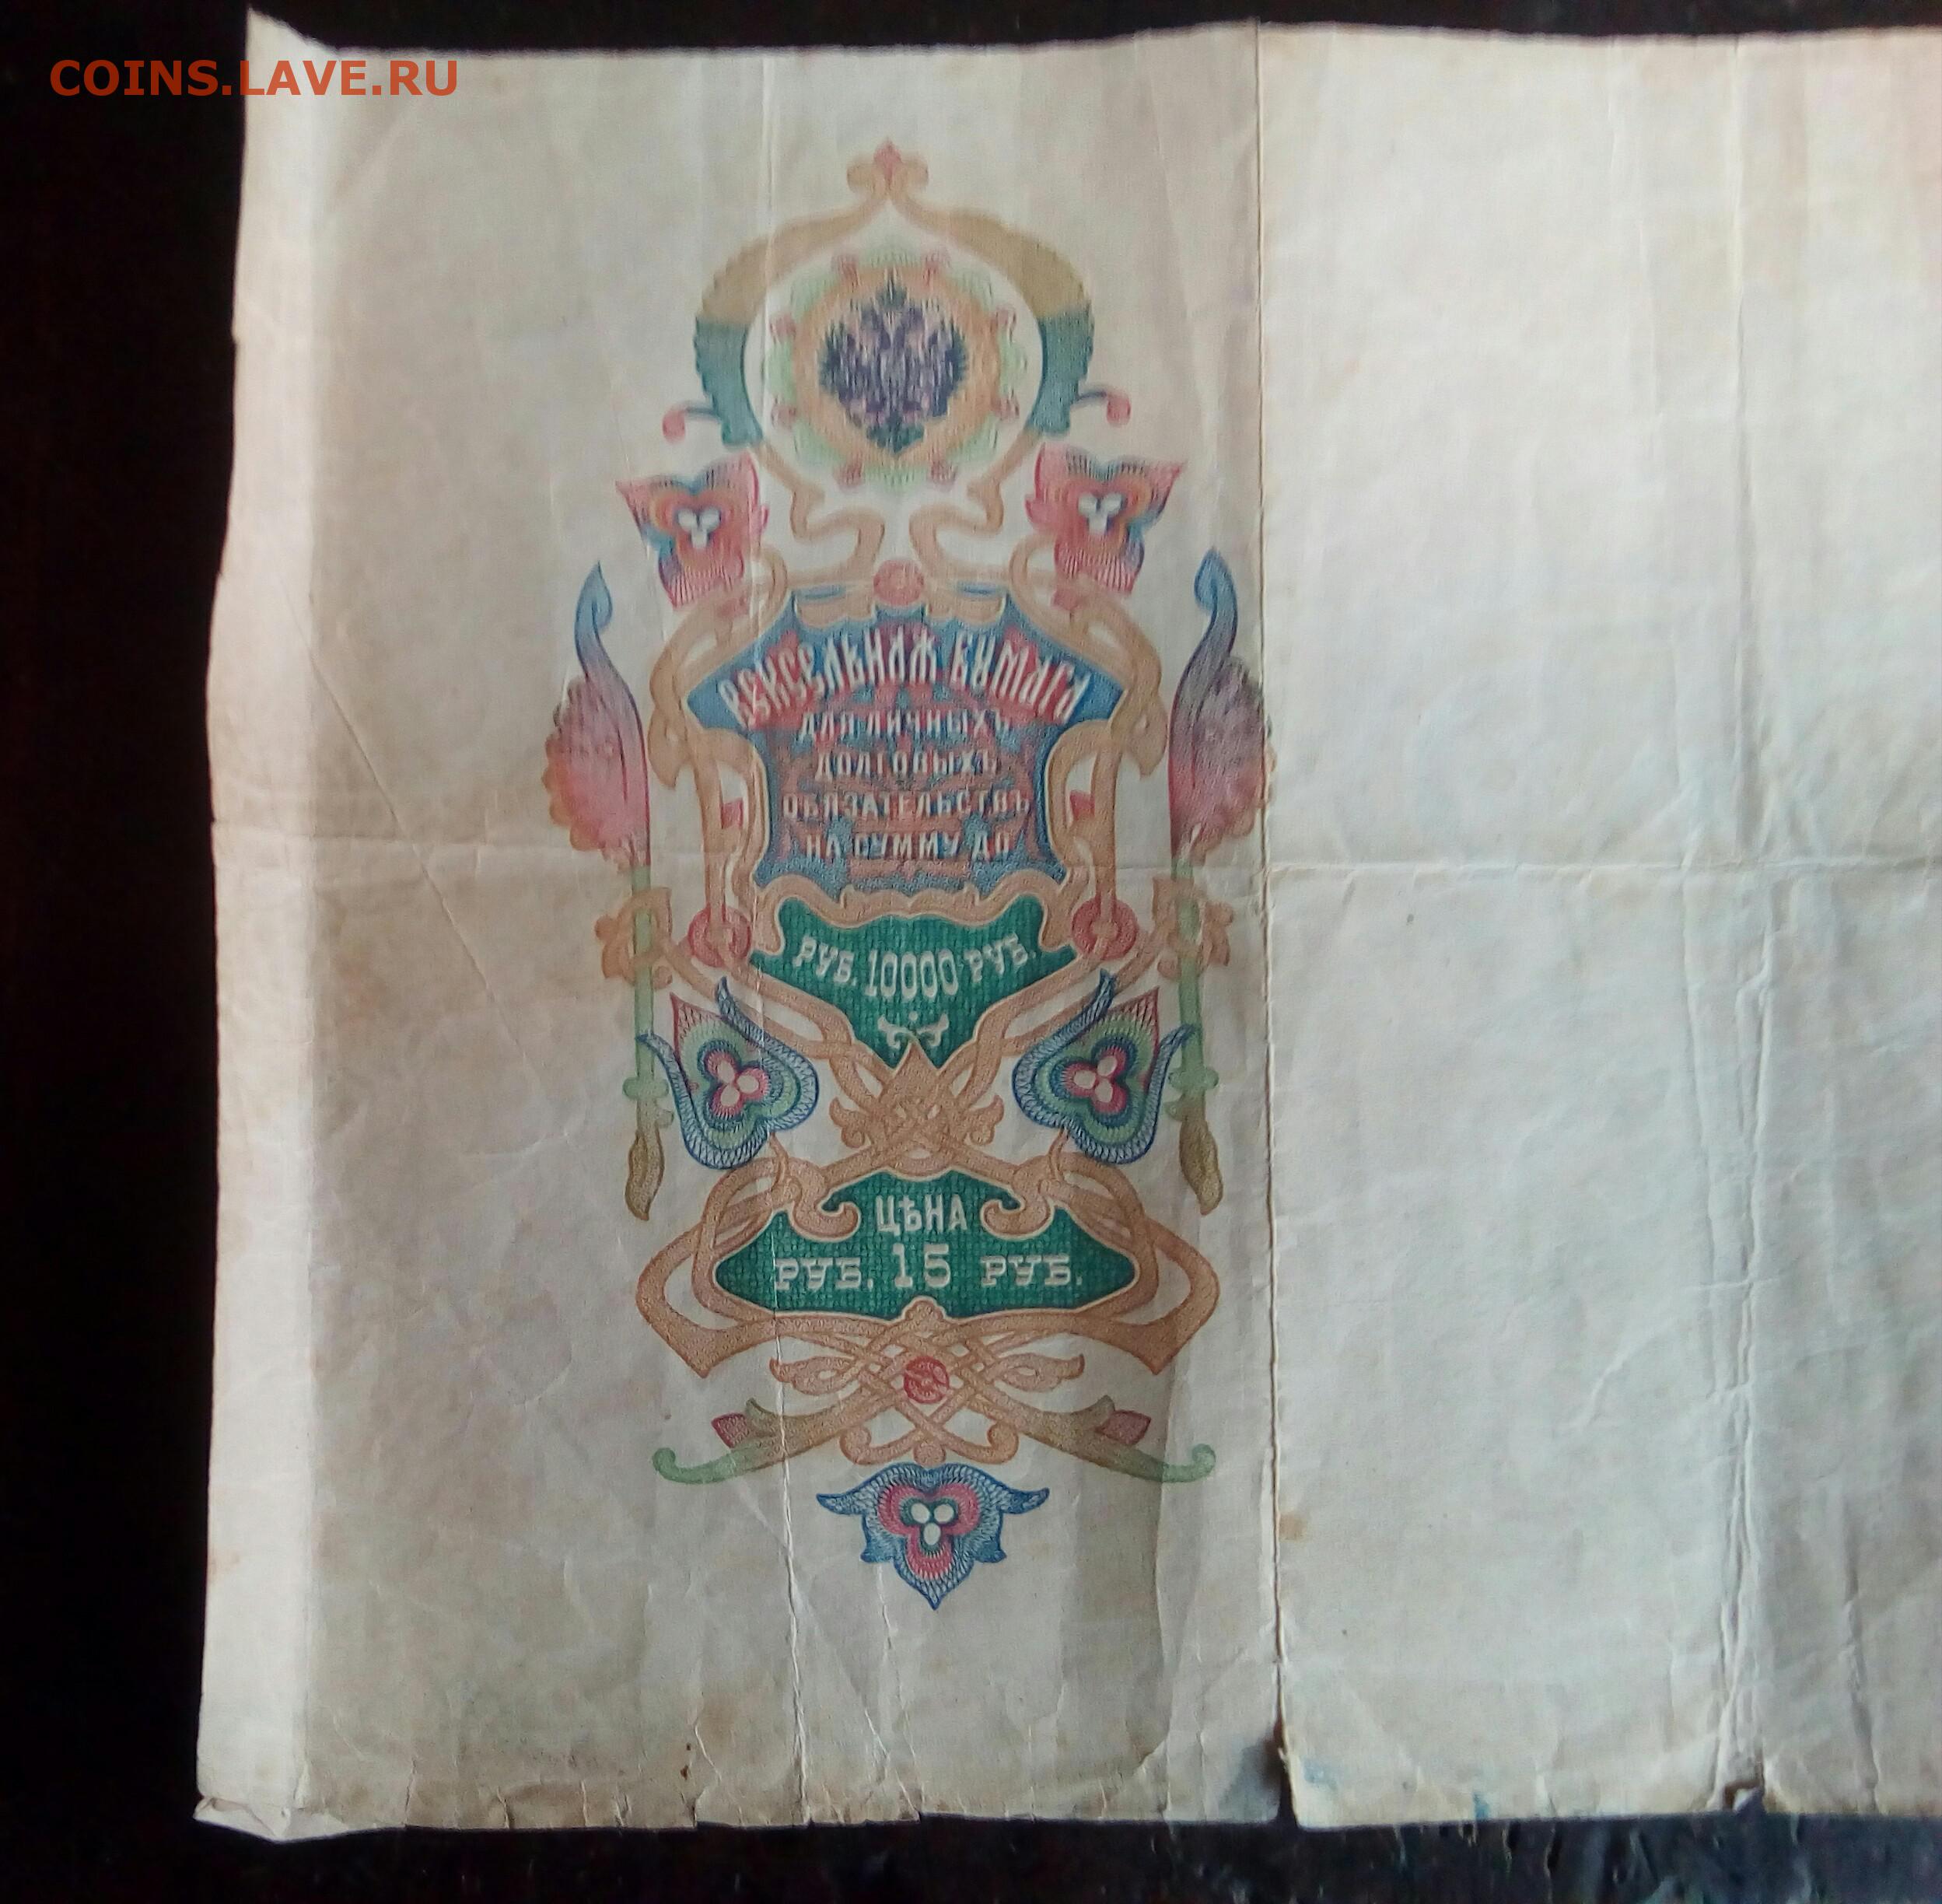 COINS.LAVE.RU
ВЕКСЕЛЬНАЯ БУМАГА
ДЛЯ ЛИЧНЫХЪ
ДОЛГОВЫХЪ
ОБЯЗАТЕЛЬСТВЪ
НА СУММУ ДО
РУБ. 10000 РУБ.
ЦѢНА
РУБ. 15 РУБ.